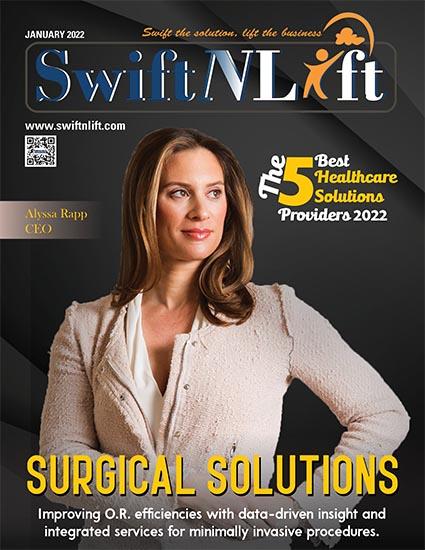 JANUARY 2022
Swift the solution, lift the business
SwiftNLift
www.swiftnlift.com
The 5 Best
Healthcare
Solutions
Providers 2022
Alyssa Rapp
CEO
SURGICAL SOLUTIONS
Improving O.R. efficiencies with data-driven insight and
integrated services for minimally invasive procedures.